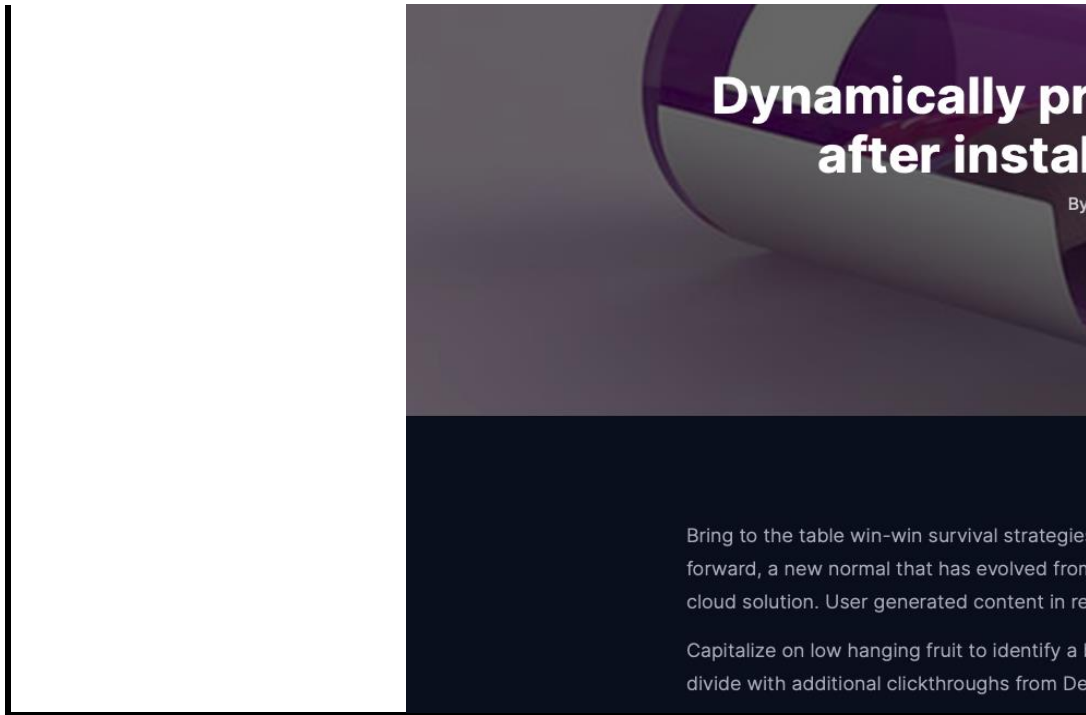 Dynamically pr
after instal
By
Bring to the table win-win survival strategies
forward, a new normal that has evolved from
cloud solution. User generated content in re
Capitalize on low hanging fruit to identify a
divide with additional clickthroughs from De